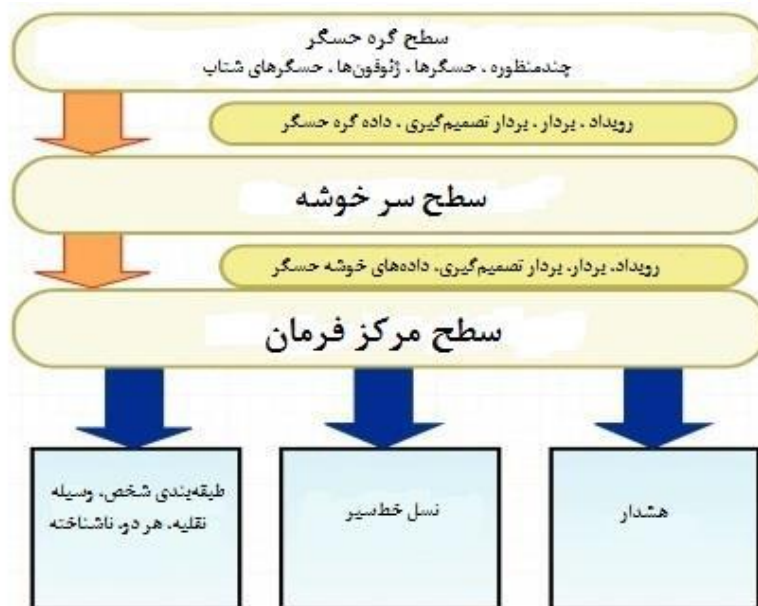 سطح گره حسگر
چندمنظوره ، حسگرها ، ژئوفون‌ها ، حسگرهای شتاب
رویداد ، بردار ، بردار تصمیم‌گیری ، داده گره حسگر
سطح سر خوشه
رویداد، بردار، بردار تصمیم‌گیری، داده‌های خوشه حسگر
سطح مرکز فرمان
هشدار
نسل خط‌سیر
طبقه‌بندی شخص، وسیله
نقلیه، هر دو، ناشناخته